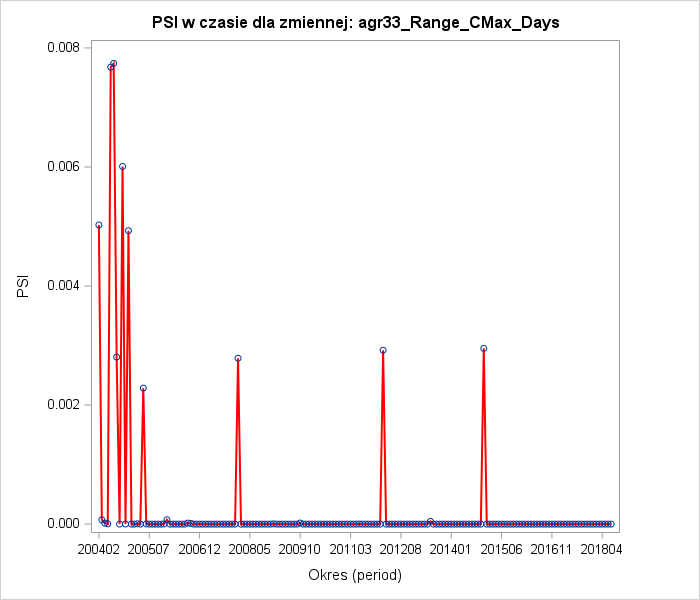 PSI w czasie dla zmiennej: agr33_Range_CMax_Days
0.008
0.006
0.004
0.002
0.000
PSI
200402 200507 200612 200805 200910 201103 201208 201401 201506 201611 201804
Okres (period)